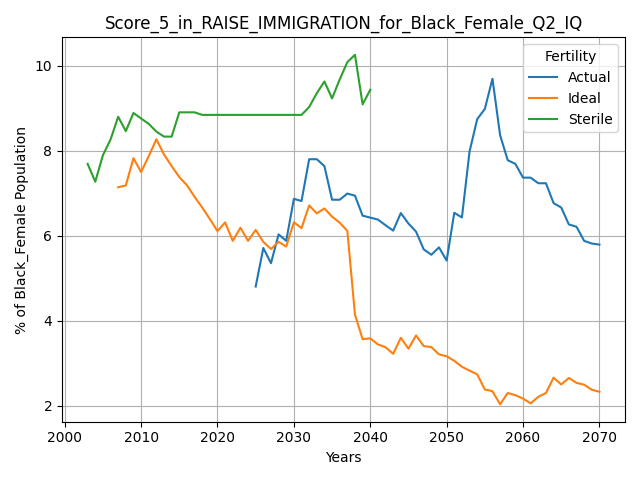 Score_5_in_RAISE_IMMIGRATION_for_Black_Female_Q2_IQ
Fertility
Actual
Ideal
Sterile
% of Black_Female Population
10
8
6
4
2
2000 2010 2020 2030 2040 2050 2060 2070
Years